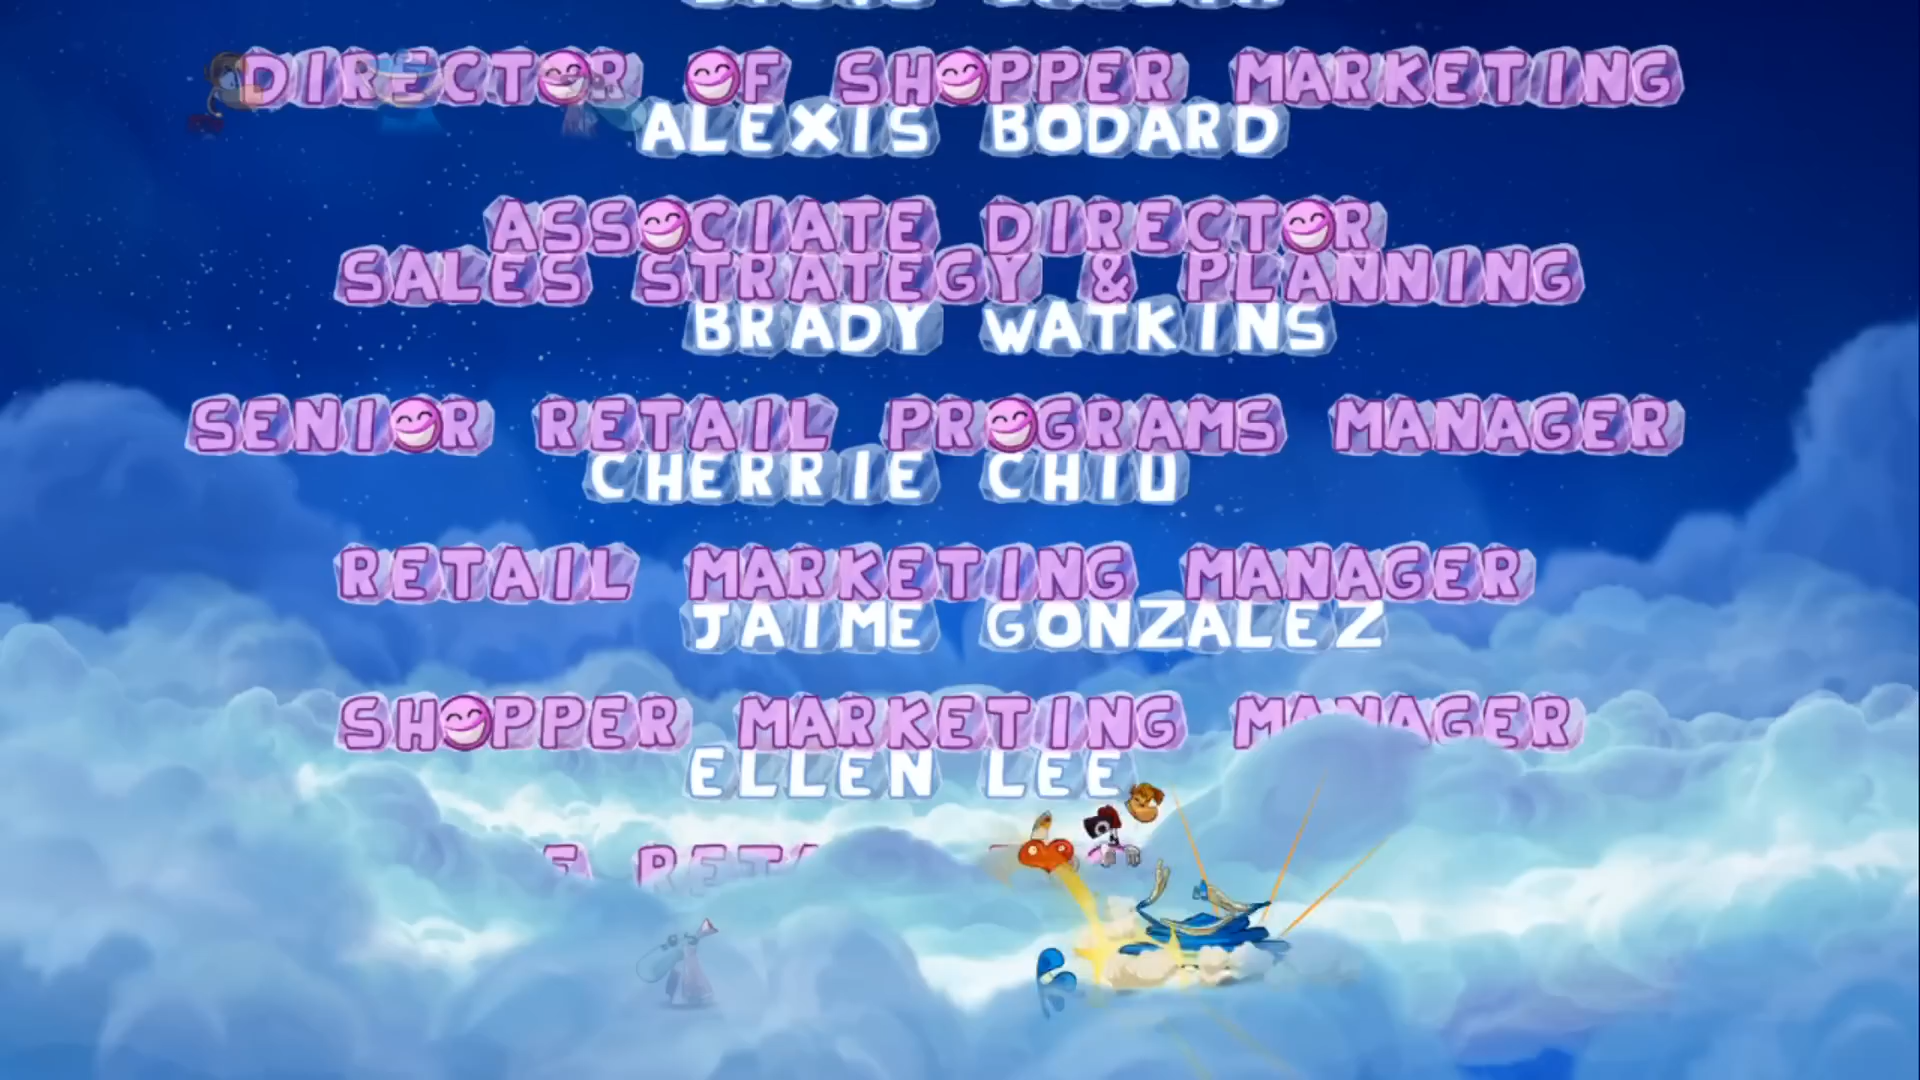 DIRECTOR OF SHOPPER MARKETING
ALEXIS BODARD
ASSOCIATE DIRECTOR
SALES STRATEGY & PLANNING
BRADY WATKINS
SENIOR RETAIL PROGRAMS MANAGER
CHERRIE CHIU
RETAIL MARKETING MANAGER
JAIME GONZALEZ
SHOPPER MARKETING MANAGER
ELLEN LEE